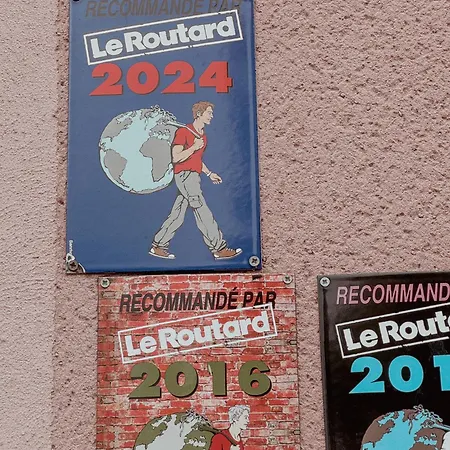 RECOMMANDÉ PAR
Le Routard
2024
RECOMMANDÉ PAR
Le Routard
2016
RECOMMAND
Le Routa
201